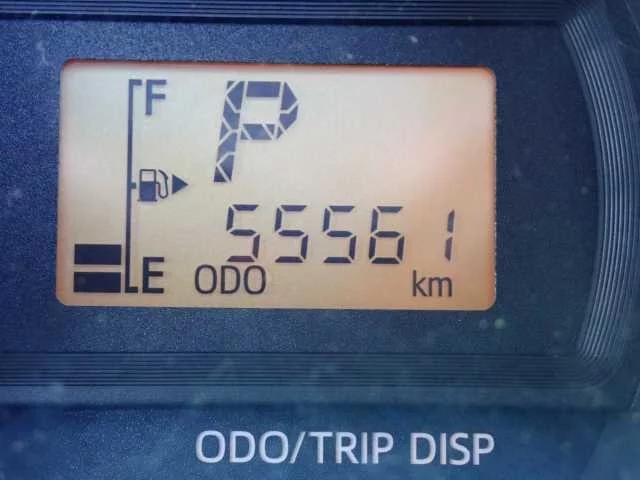 F
P
55561
E ODO km
ODO/TRIP DISP